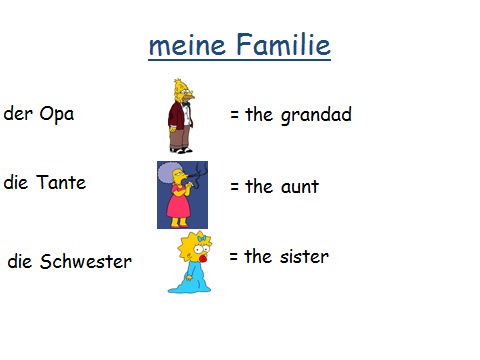 meine Familie
der Opa = the grandad
die Tante = the aunt
die Schwester = the sister